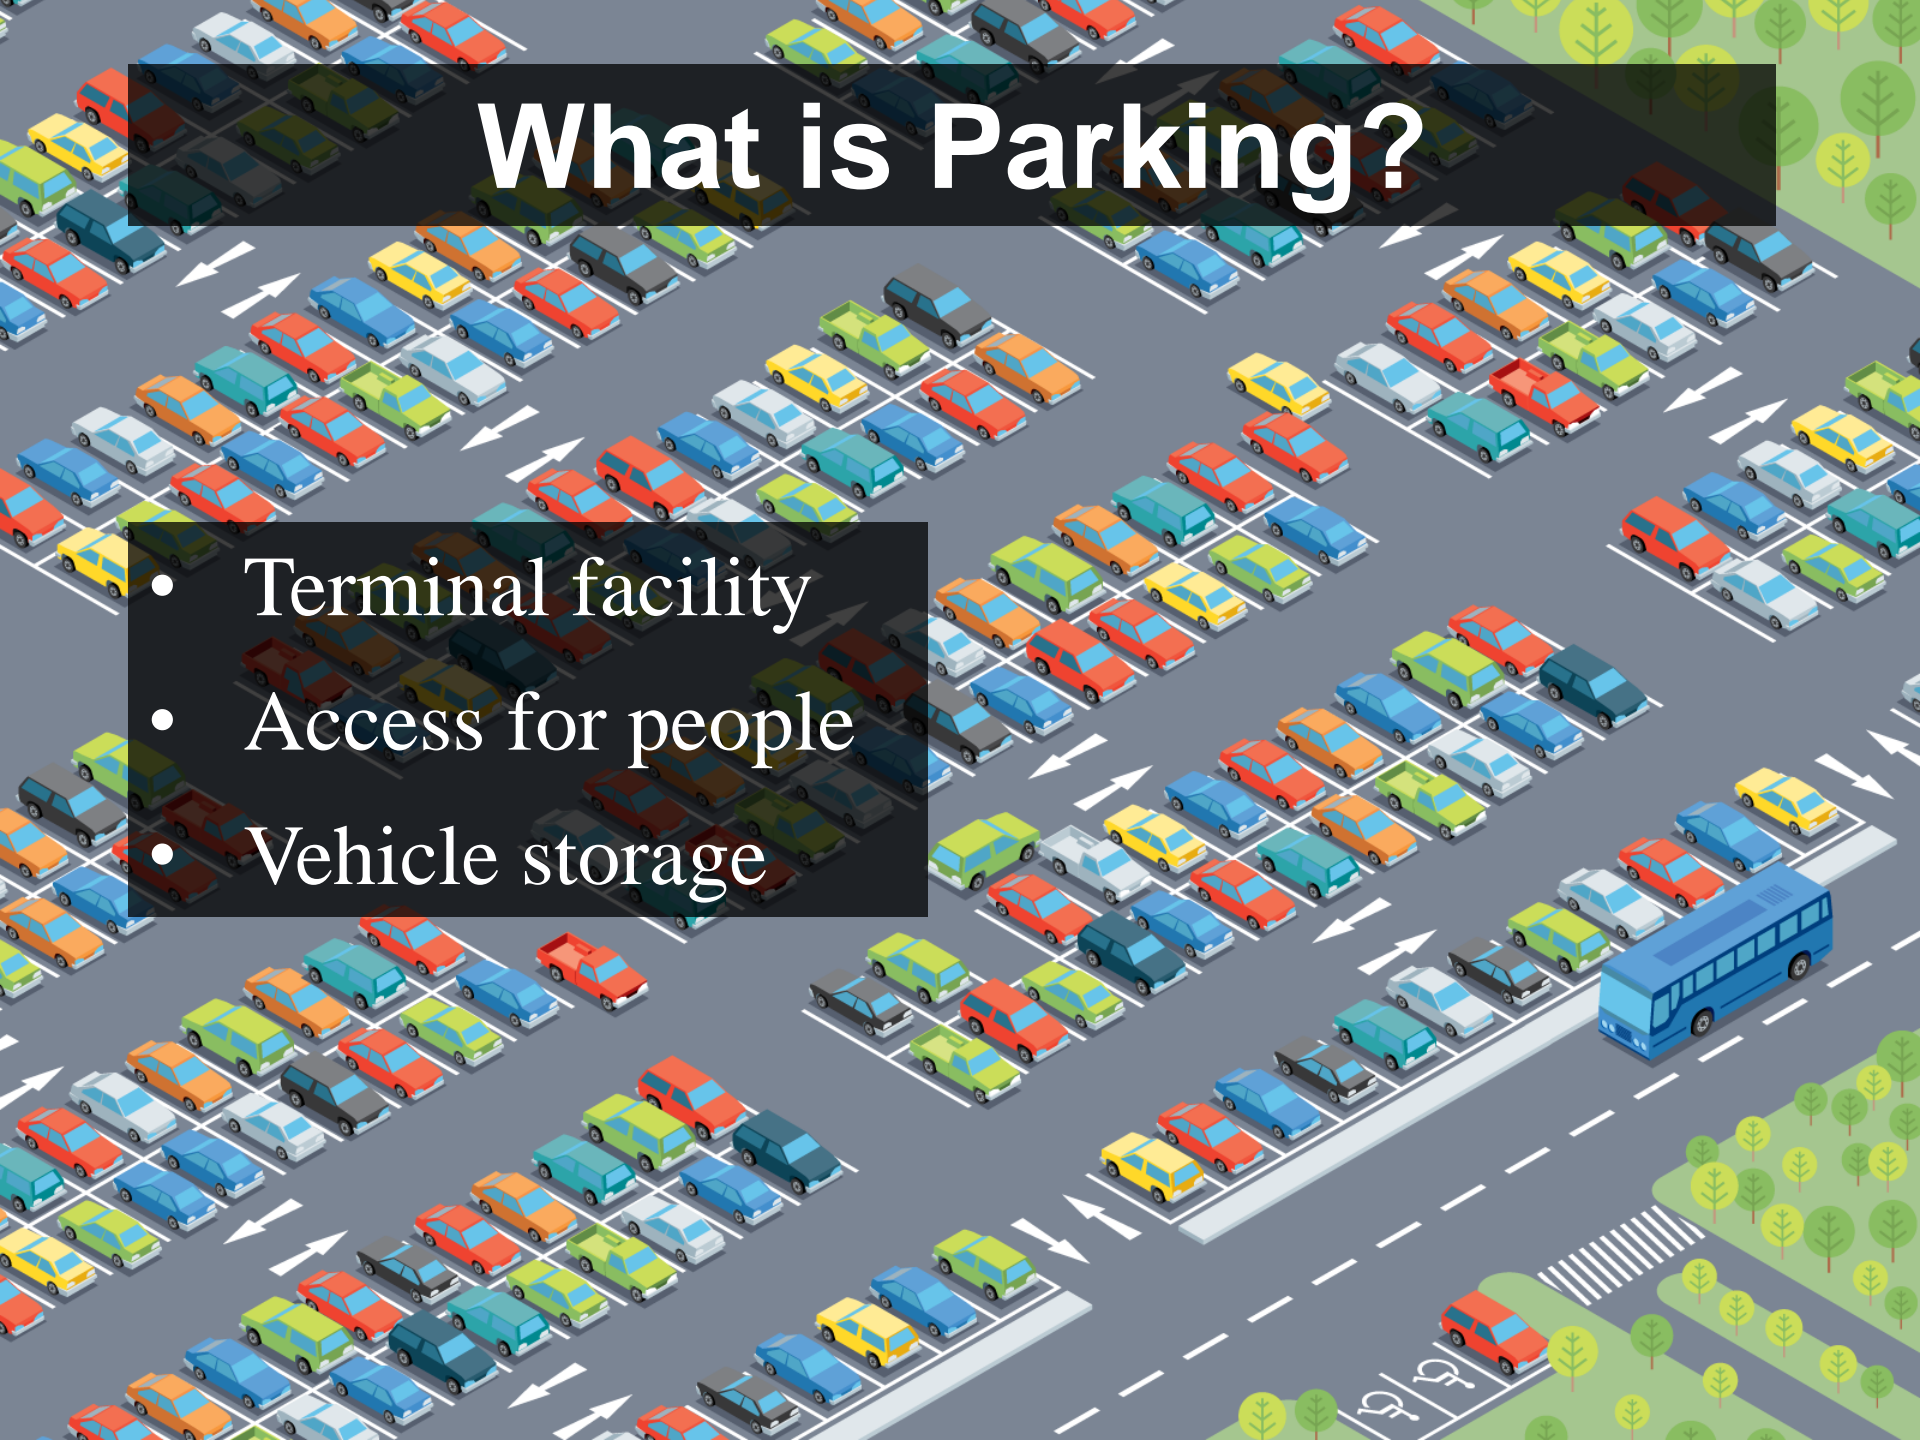 What is Parking?
• Terminal facility
• Access for people
• Vehicle storage